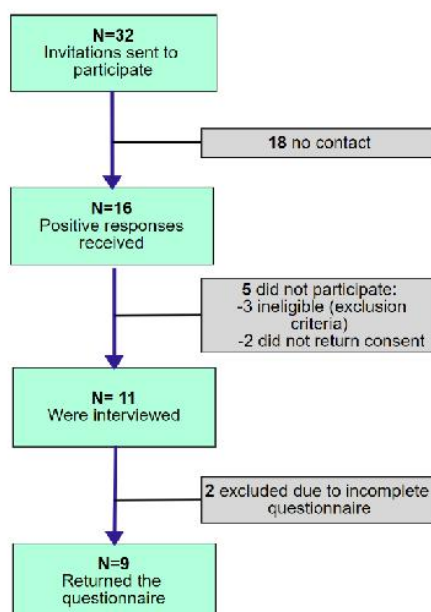 N=32
Invitations sent to
participate
18 no contact
N=16
Positive responses
received
5 did not participate:
-3 ineligible (exclusion
criteria)
-2 did not return consent
N= 11
Were interviewed
2 excluded due to incomplete
questionnaire
N=9
Returned the
questionnaire